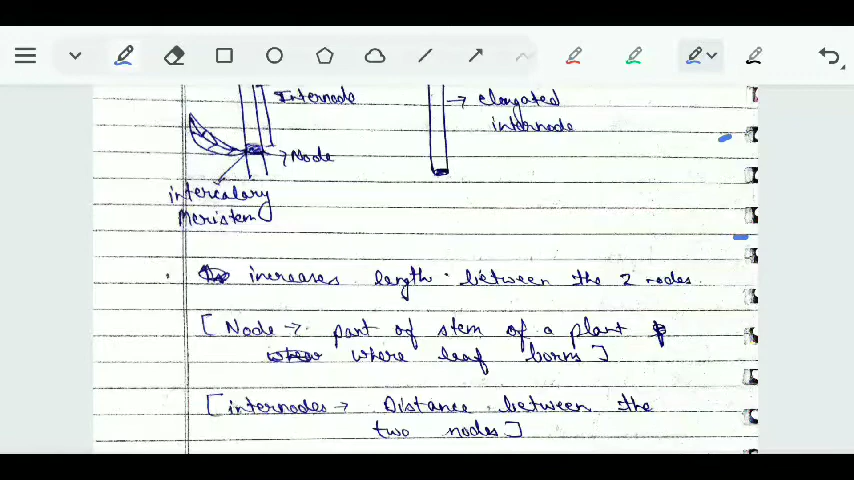 Internode
→ elongated
internode
→ Node
intercalary
Meristem
increases length between the 2 nodes.
[ Node → part of stem of a plant
where leaf borns ]
[ internodes → Distance between the
two nodes ]